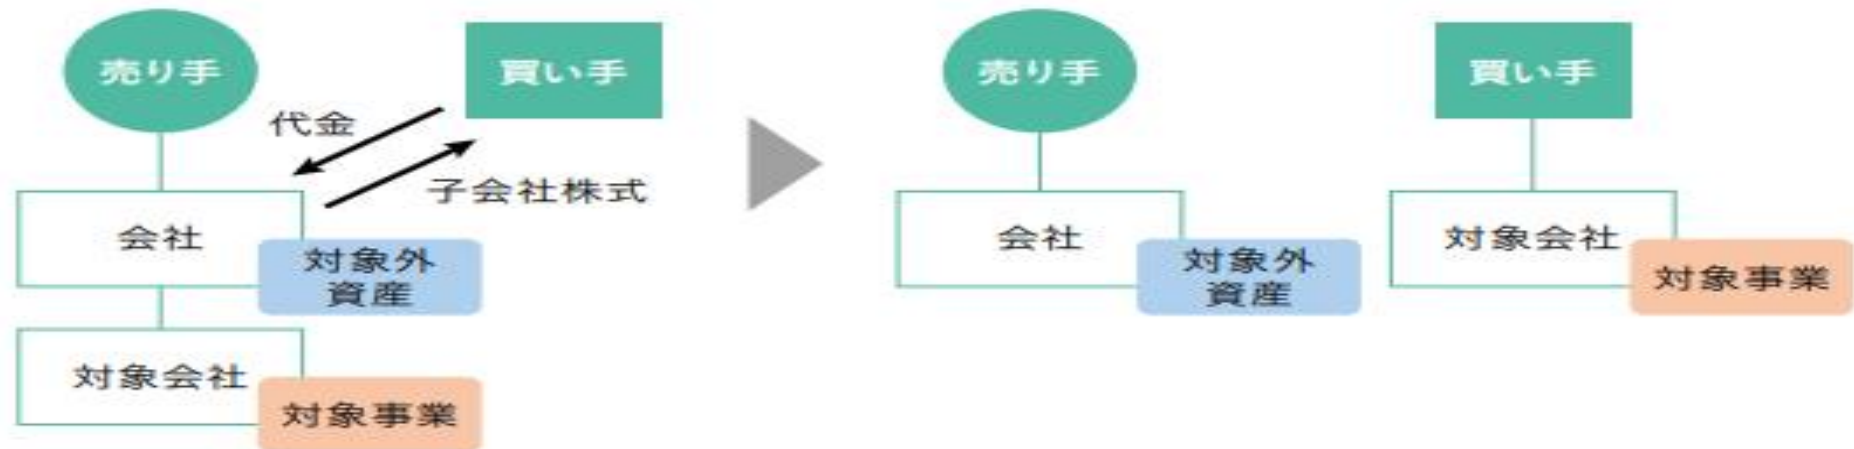 売り手
買い手
代金
子会社株式
会社
対象外
資産
対象会社
対象事業
売り手
買い手
会社
対象外
資産
対象会社
対象事業